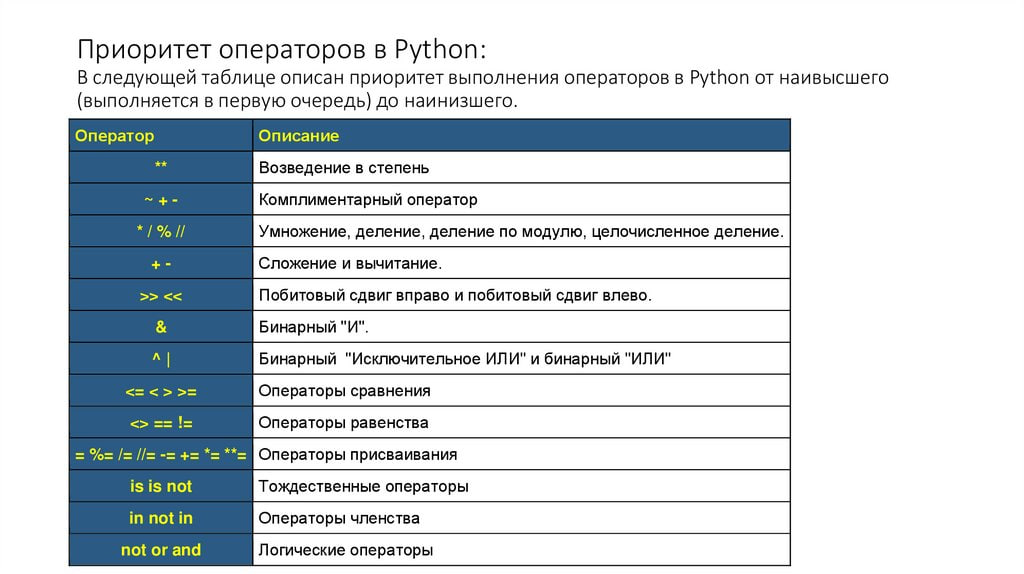 Приоритет операторов в Python:
В следующей таблице описан приоритет выполнения операторов в Python от наивысшего
(выполняется в первую очередь) до наинизшего.
Оператор Описание
** Возведение в степень
~ + - Комплиментарный оператор
* / % // Умножение, деление, деление по модулю, целочисленное деление.
+ - Сложение и вычитание.
>> << Побитовый сдвиг вправо и побитовый сдвиг влево.
& Бинарный "И".
^ | Бинарный "Исключительное ИЛИ" и бинарный "ИЛИ"
<= < > >= Операторы сравнения
<> == != Операторы равенства
= %= /= //= -= += *= **= Операторы присваивания
is is not Тождественные операторы
in not in Операторы членства
not or and Логические операторы